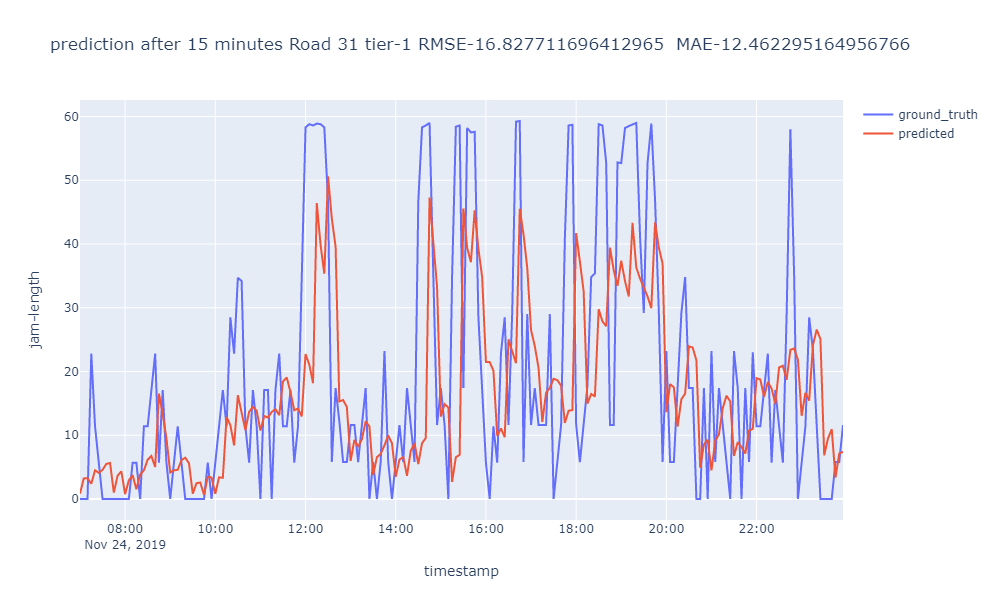 prediction after 15 minutes Road 31 tier-1 RMSE-16.827711696412965  MAE-12.462295164956766
ground_truth
predicted
jam-length
60
50
40
30
20
10
0
08:00 10:00 12:00 14:00 16:00 18:00 20:00 22:00
Nov 24, 2019
timestamp